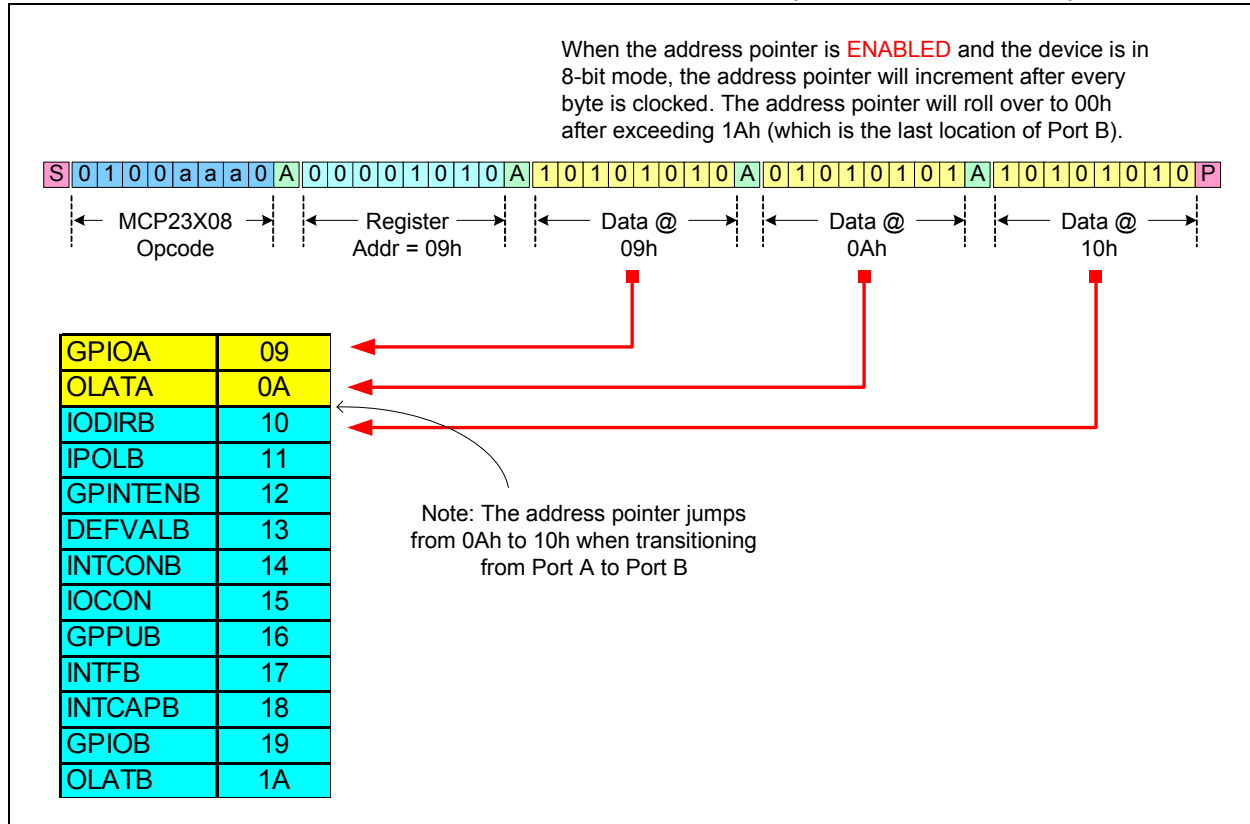 When the address pointer is ENABLED and the device is in
8-bit mode, the address pointer will increment after every
byte is clocked. The address pointer will roll over to 00h
after exceeding 1Ah (which is the last location of Port B).
S 0 1 0 0 a a a 0 A 0 0 0 0 1 0 1 0 A 1 0 1 0 1 0 1 0 A 0 1 0 1 0 1 0 1 A 1 0 1 0 1 0 1 0 P
MCP23X08
Opcode
Register
Addr = 09h
Data @
09h
Data @
0Ah
Data @
10h
GPIOA 09
OLATA 0A
IODIRB 10
IPOLB 11
GPINTENB 12
DEFVALB 13
INTCONB 14
IOCON 15
GPPUB 16
INTFB 17
INTCAPB 18
GPIOB 19
OLATB 1A
Note: The address pointer jumps
from 0Ah to 10h when transitioning
from Port A to Port B